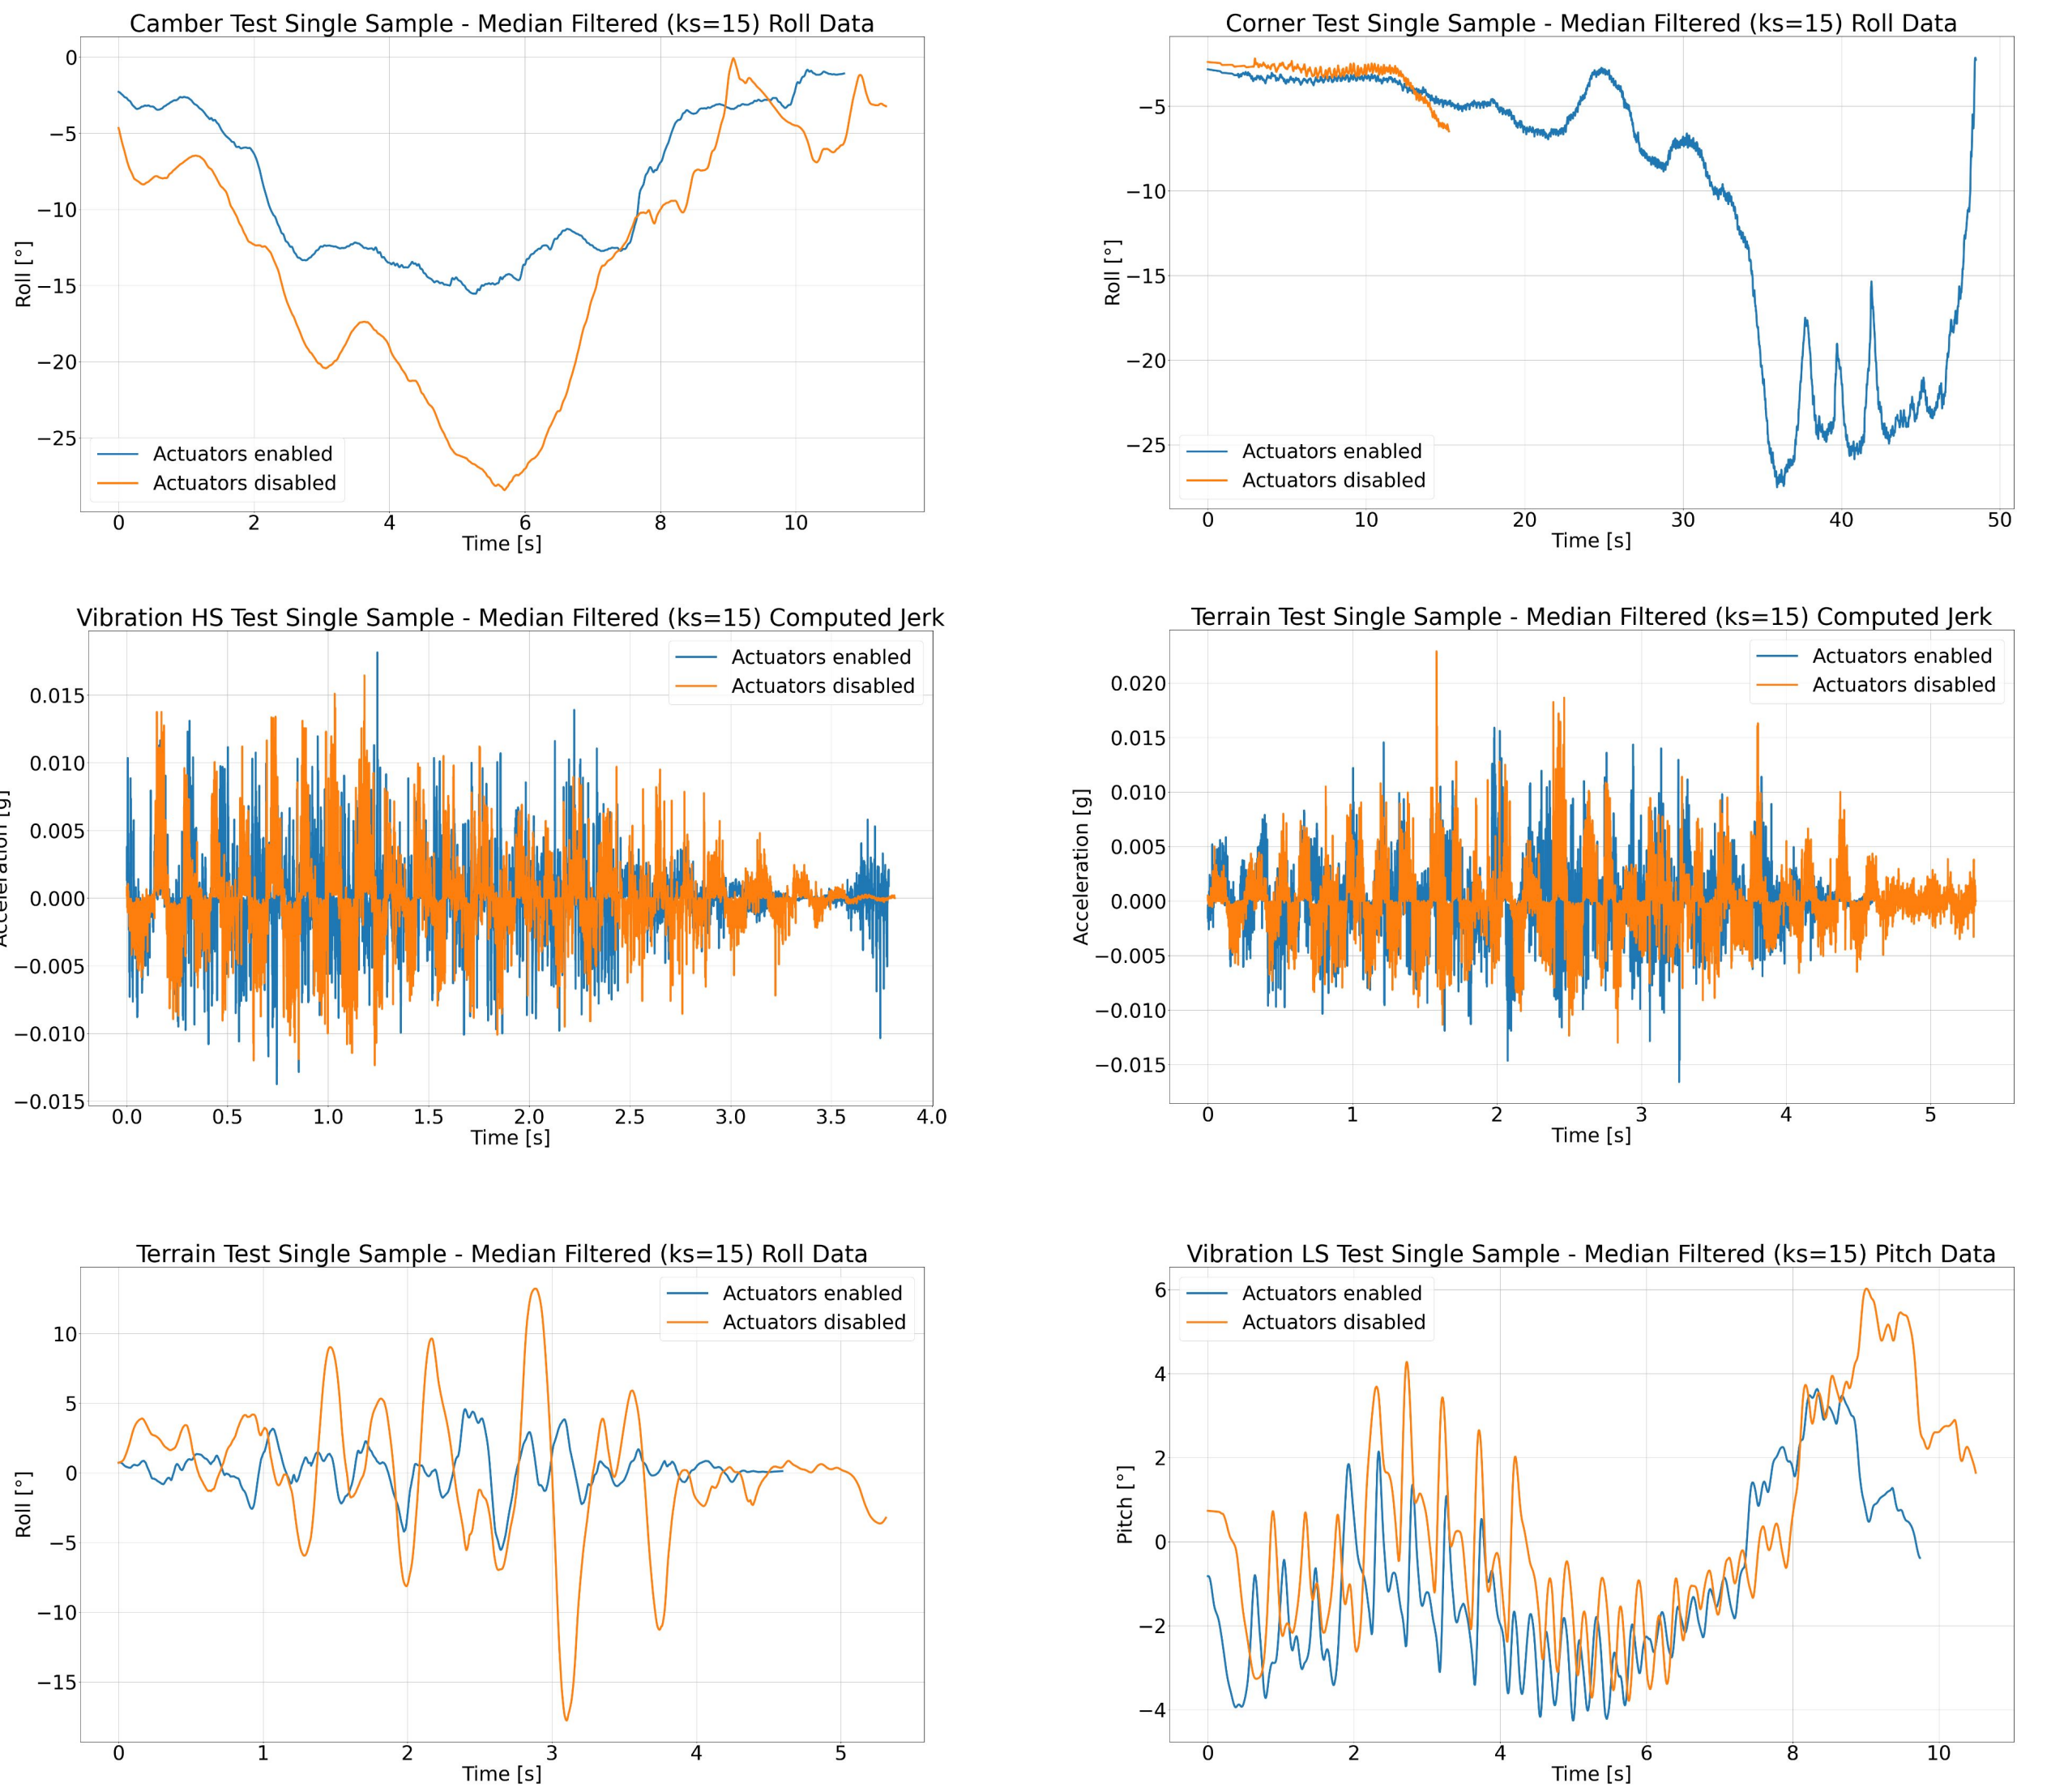 Camber Test Single Sample - Median Filtered (ks=15) Roll Data
0
−5
−10
−15
−20
−25
Roll [°]
Actuators enabled
Actuators disabled
0 2 4 6 8 10
Time [s]
Corner Test Single Sample - Median Filtered (ks=15) Roll Data
−5
−10
−15
−20
−25
Roll [°]
Actuators enabled
Actuators disabled
0 10 20 30 40 50
Time [s]
Vibration HS Test Single Sample - Median Filtered (ks=15) Computed Jerk
Actuators enabled
Actuators disabled
0.015
0.010
0.005
0.000
−0.005
−0.010
−0.015
Acceleration [g]
0.0 0.5 1.0 1.5 2.0 2.5 3.0 3.5 4.0
Time [s]
Terrain Test Single Sample - Median Filtered (ks=15) Computed Jerk
Actuators enabled
Actuators disabled
0.020
0.015
0.010
0.005
0.000
−0.005
−0.010
−0.015
Acceleration [g]
0 1 2 3 4 5
Time [s]
Terrain Test Single Sample - Median Filtered (ks=15) Roll Data
Actuators enabled
Actuators disabled
10
5
0
−5
−10
−15
Roll [°]
0 1 2 3 4 5
Time [s]
Vibration LS Test Single Sample - Median Filtered (ks=15) Pitch Data
Actuators enabled
Actuators disabled
6
4
2
0
−2
−4
Pitch [°]
0 2 4 6 8 10
Time [s]